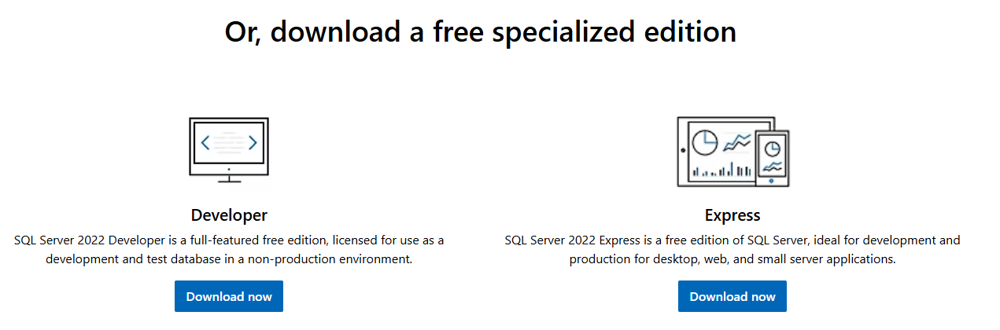 Or, download a free specialized edition
Developer
SQL Server 2022 Developer is a full-featured free edition, licensed for use as a
development and test database in a non-production environment.
Download now
Express
SQL Server 2022 Express is a free edition of SQL Server, ideal for development and
production for desktop, web, and small server applications.
Download now